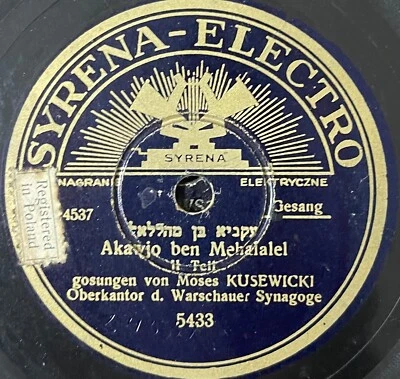 SYRENA-ELECTRO
SYRENA
NAGRANIE ELEKTRYCZNE
4537 Gesang
Registered
in Poland
עקביא בן מהללאל
Akawjo ben Mehalalel
II Teil
gosungen von Moses KUSEWICKI
Oberkantor d. Warschauer Synagoge
5433